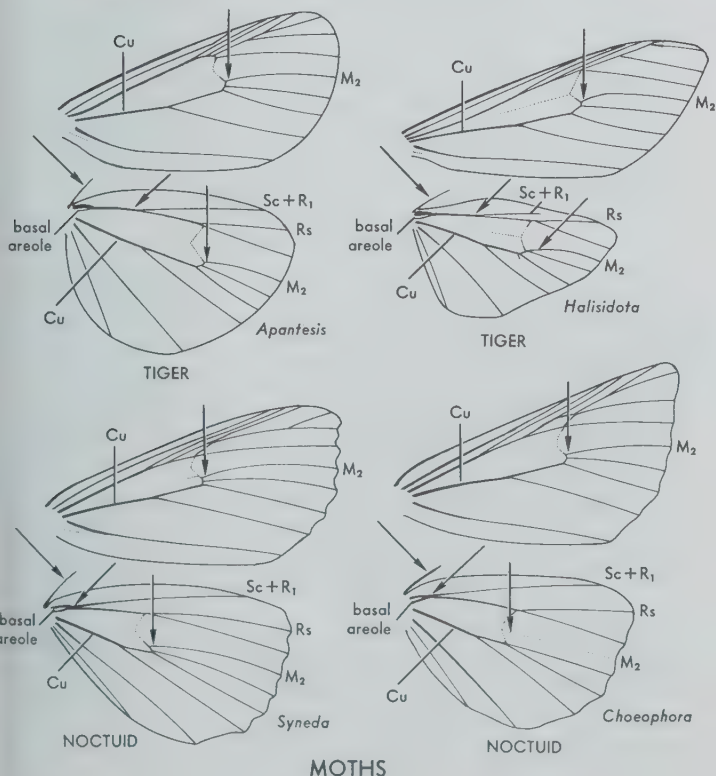 Cu
M₂
Sc+R₁
Rs
basal
areole
M₂
Cu
Apantesis
TIGER
Cu
M₂
Sc+R₁
Rs
basal
areole
M₂
Cu
Halisidota
TIGER
Cu
M₂
Sc+R₁
basal
areole
Rs
Cu
M₂
Syneda
NOCTUID
Cu
M₂
Sc+R₁
basal
areole
Rs
M₂
Cu
Choeophora
NOCTUID
MOTHS